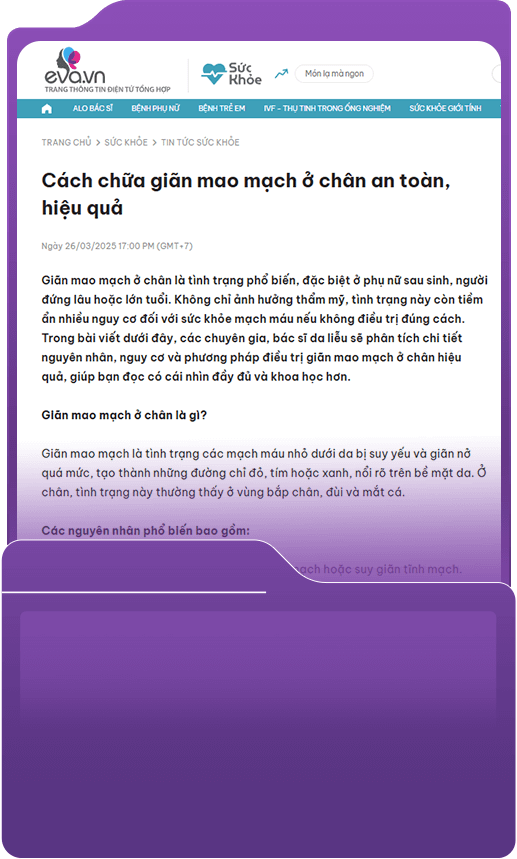 eva.vn
TRANG THÔNG TIN ĐIỆN TỬ TỔNG HỢP
Sức
Khỏe
Món lạ mà ngon
ALO BÁC SĨ BỆNH PHỤ NỮ BỆNH TRẺ EM IVF - THỤ TINH TRONG ỐNG NGHIỆM SỨC KHỎE GIỚI TÍNH
TRANG CHỦ > SỨC KHỎE > TIN TỨC SỨC KHỎE
Cách chữa giãn mao mạch ở chân an toàn,
hiệu quả
Ngày 26/03/2025 17:00 PM (GMT+7)
Giãn mao mạch ở chân là tình trạng phổ biến, đặc biệt ở phụ nữ sau sinh, người
đứng lâu hoặc lớn tuổi. Không chỉ ảnh hưởng thẩm mỹ, tình trạng này còn tiềm
ẩn nhiều nguy cơ đối với sức khỏe mạch máu nếu không điều trị đúng cách.
Trong bài viết dưới đây, các chuyên gia, bác sĩ da liễu sẽ phân tích chi tiết
nguyên nhân, nguy cơ và phương pháp điều trị giãn mao mạch ở chân hiệu
quả, giúp bạn đọc có cái nhìn đầy đủ và khoa học hơn.
Giãn mao mạch ở chân là gì?
Giãn mao mạch là tình trạng các mạch máu nhỏ dưới da bị suy yếu và giãn nở
quá mức, tạo thành những đường chỉ đỏ, tím hoặc xanh, nổi rõ trên bề mặt da. Ở
chân, tình trạng này thường thấy ở vùng bắp chân, đùi và mắt cá.
Các nguyên nhân phổ biến bao gồm:
hoặc suy giãn tĩnh mạch.